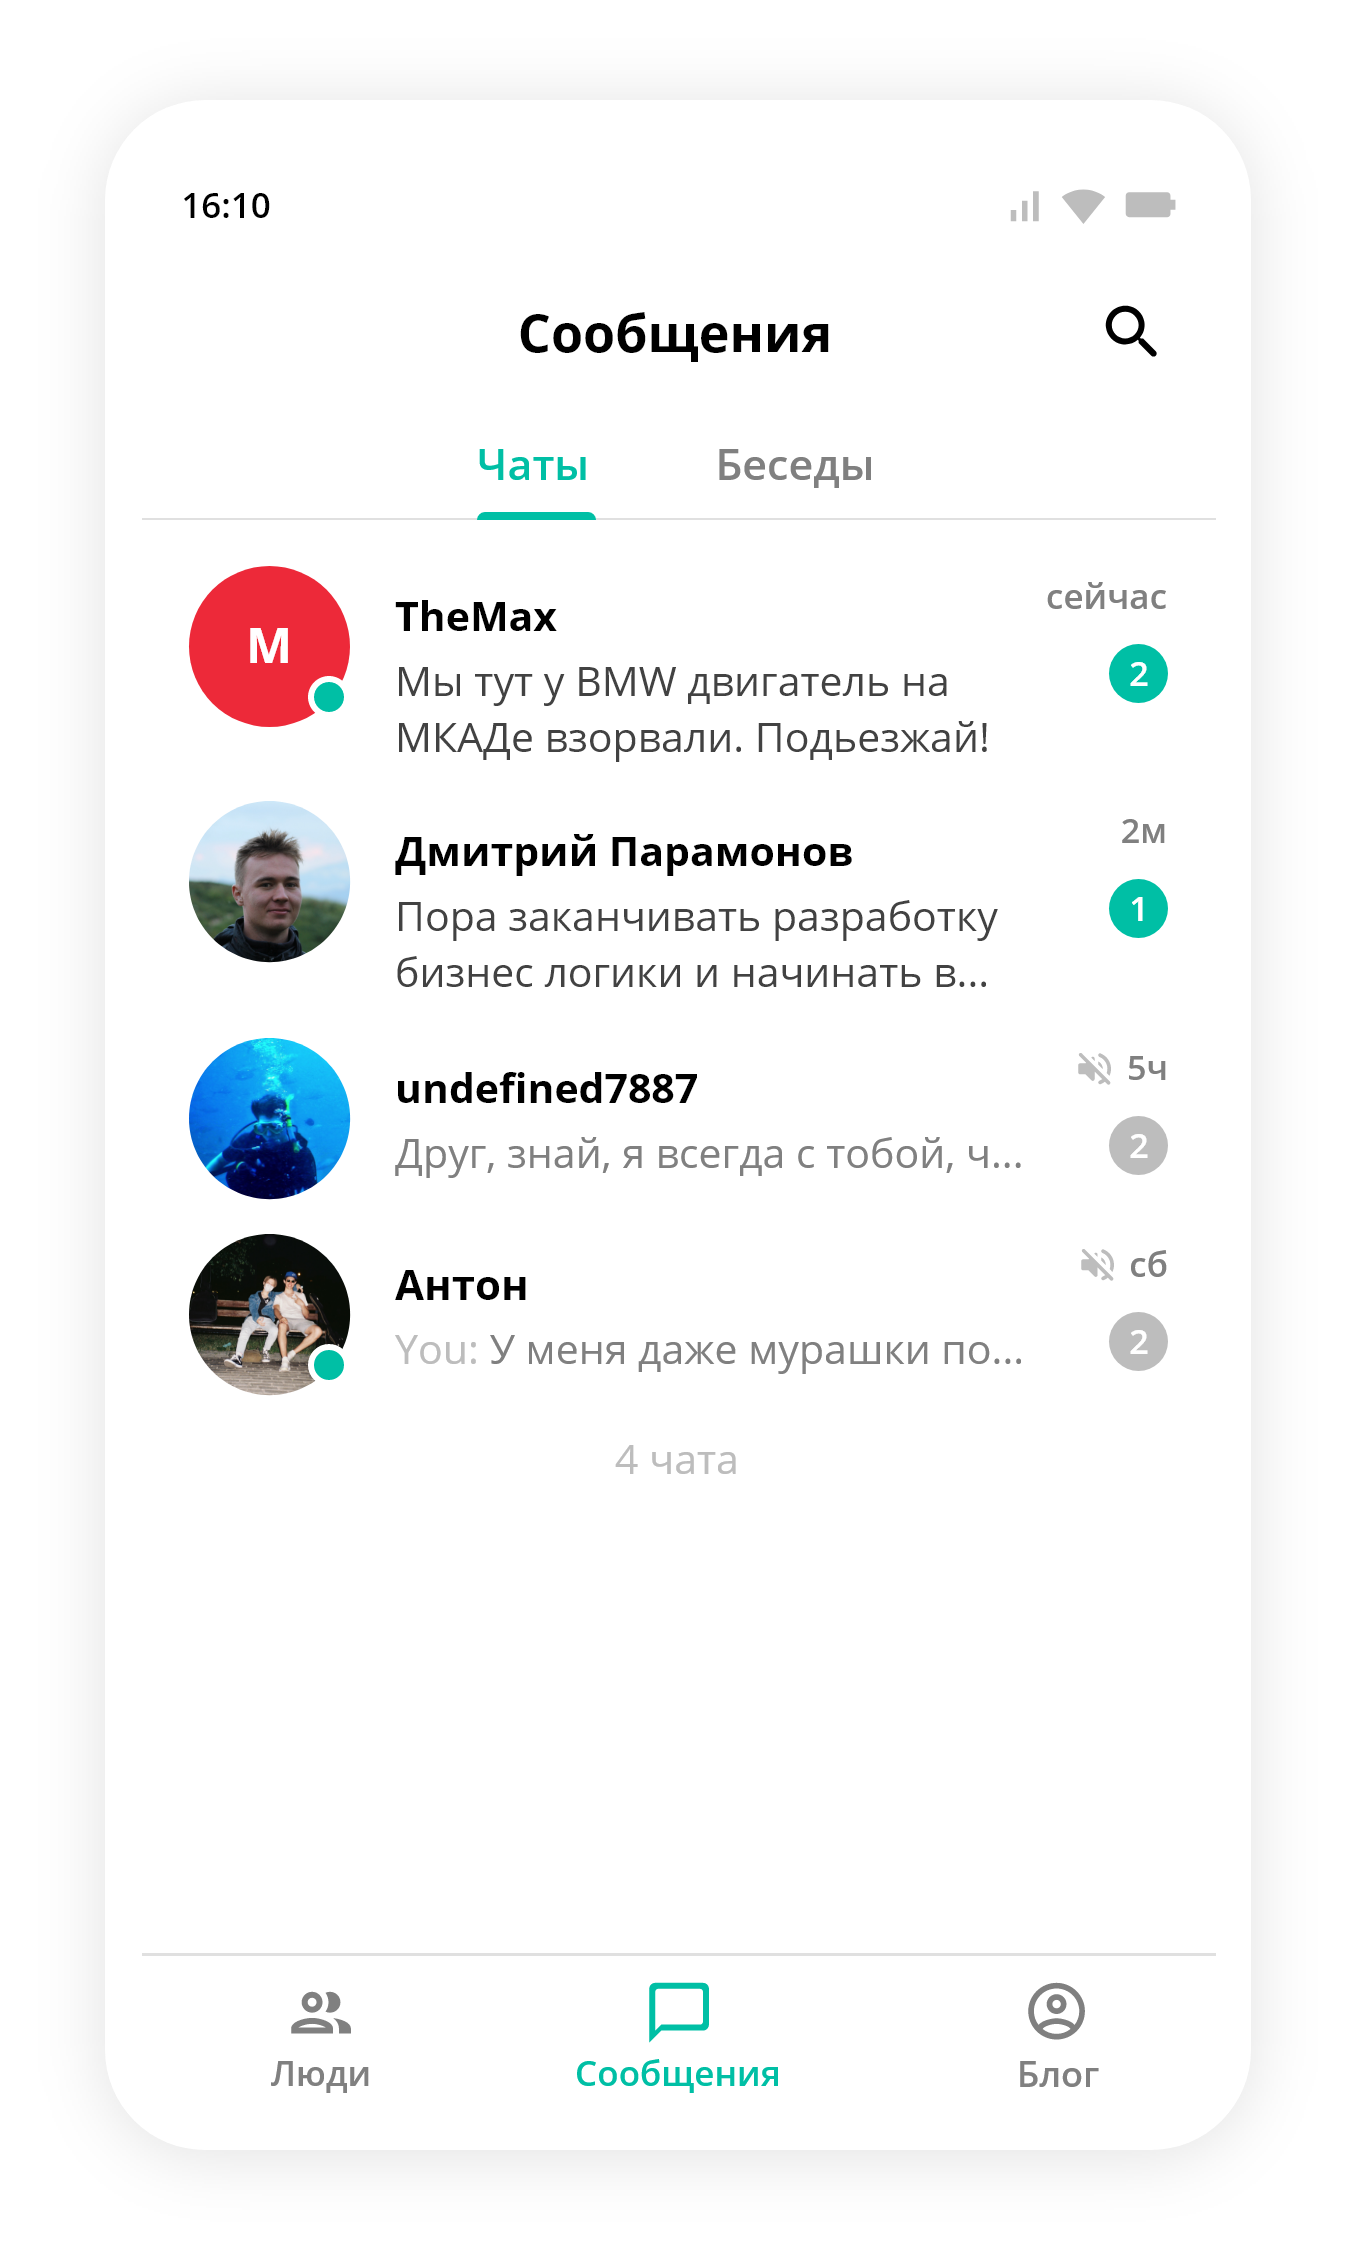 16:10
Сообщения
Чаты Беседы
M
TheMax
сейчас
Мы тут у BMW двигатель на
МКАДе взорвали. Подьезжай!
2
Дмитрий Парамонов
2м
Пора заканчивать разработку
бизнес логики и начинать в...
1
undefined7887
5ч
Друг, знай, я всегда с тобой, ч...
2
Антон
сб
You: У меня даже мурашки по...
2
4 чата
Люди Сообщения Блог